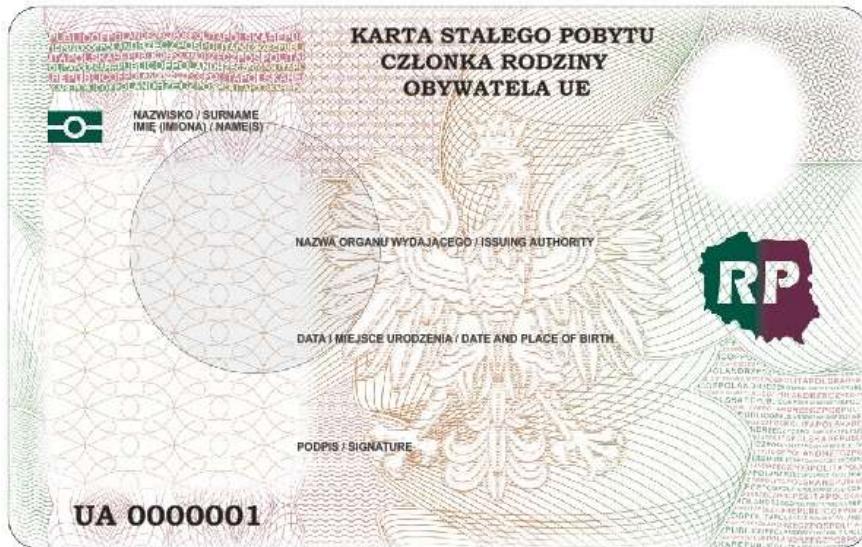 KARTA STAŁEGO POBYTU
CZŁONKA RODZINY
OBYWATELA UE
NAZWISKO / SURNAME
IMIĘ (IMIONA) / NAME(S)
NAZWA ORGANU WYDAJĄCEGO / ISSUING AUTHORITY
RP
DATA I MIEJSCE URODZENIA / DATE AND PLACE OF BIRTH
PODPIS / SIGNATURE
UA 0000001